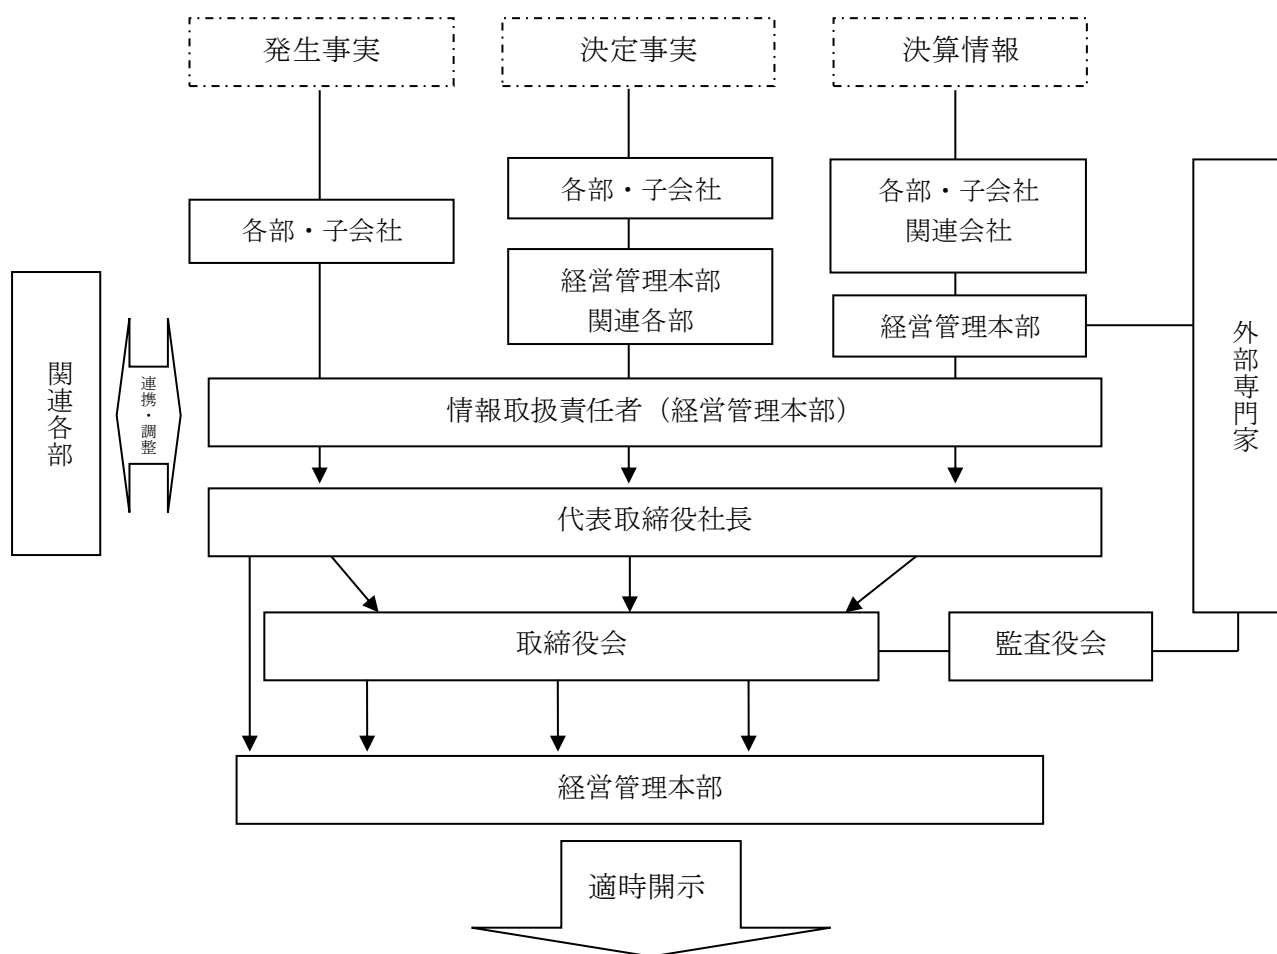 発生事実
決定事実
決算情報
各部・子会社
各部・子会社
各部・子会社
関連会社
経営管理本部
関連各部
経営管理本部
外部専門家
関連各部
連携・調整
情報取扱責任者（経営管理本部）
代表取締役社長
取締役会
監査役会
経営管理本部
適時開示